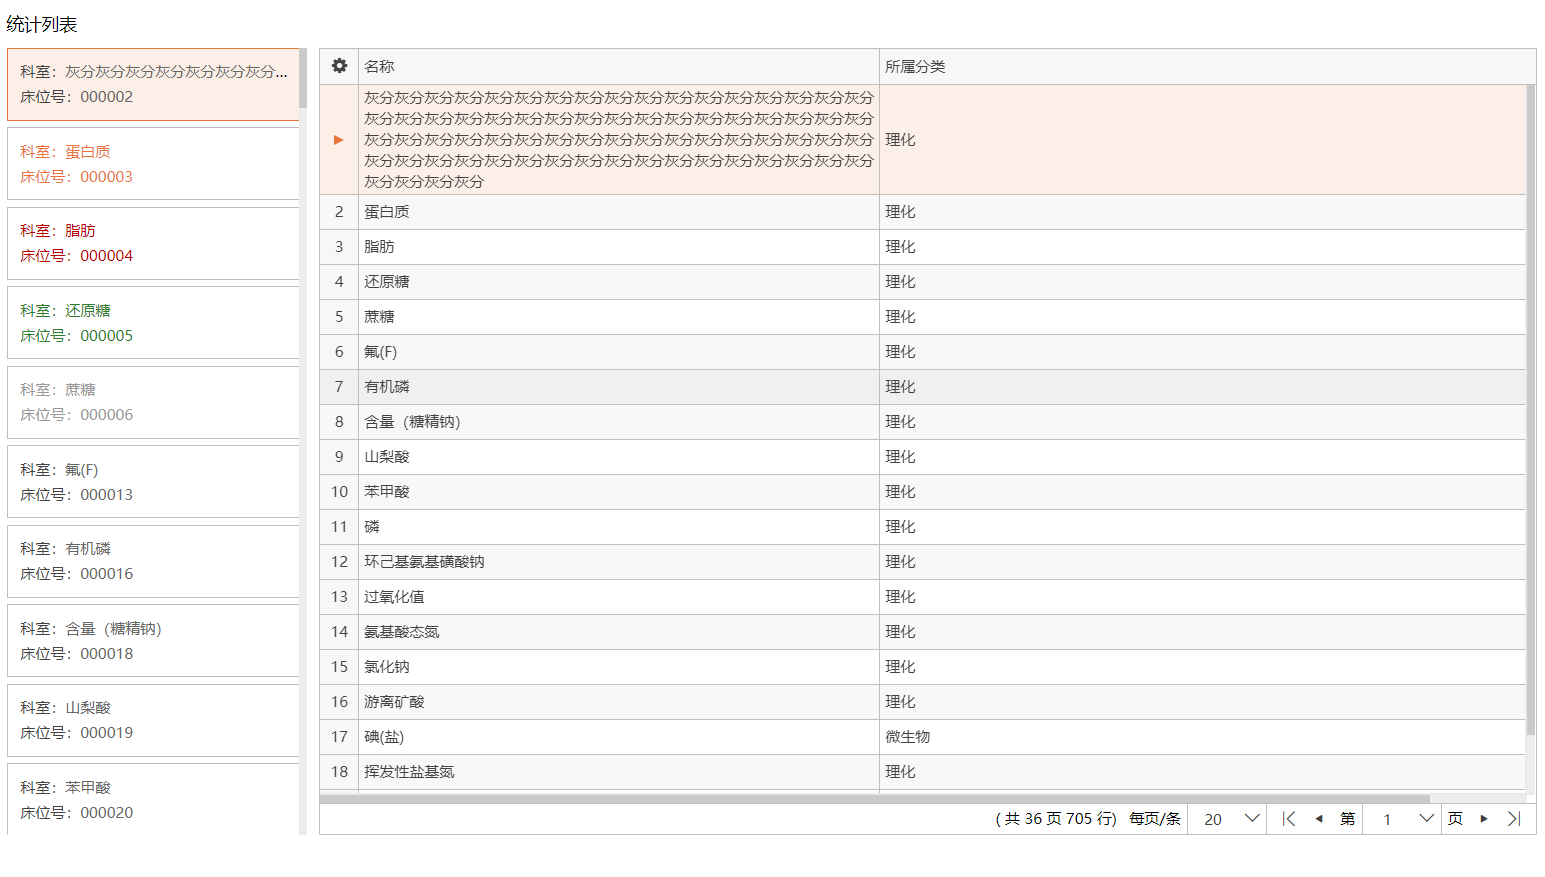 统计列表
科室：灰分灰分灰分灰分灰分灰分灰分...
床位号：000002
科室：蛋白质
床位号：000003
科室：脂肪
床位号：000004
科室：还原糖
床位号：000005
科室：蔗糖
床位号：000006
科室：氟(F)
床位号：000013
科室：有机磷
床位号：000016
科室：含量（糖精钠）
床位号：000018
科室：山梨酸
床位号：000019
科室：苯甲酸
床位号：000020
名称 所属分类
灰分灰分灰分灰分灰分灰分灰分灰分灰分灰分灰分灰分灰分灰分灰分灰分灰分
灰分灰分灰分灰分灰分灰分灰分灰分灰分灰分灰分灰分灰分灰分灰分灰分灰分
灰分灰分灰分灰分灰分灰分灰分灰分灰分灰分灰分灰分灰分灰分灰分灰分灰分 理化
灰分灰分灰分灰分灰分灰分灰分灰分灰分灰分灰分灰分灰分灰分灰分灰分灰分
灰分灰分灰分灰分
2 蛋白质 理化
3 脂肪 理化
4 还原糖 理化
5 蔗糖 理化
6 氟(F) 理化
7 有机磷 理化
8 含量（糖精钠） 理化
9 山梨酸 理化
10 苯甲酸 理化
11 磷 理化
12 环己基氨基磺酸钠 理化
13 过氧化值 理化
14 氨基酸态氮 理化
15 氯化钠 理化
16 游离矿酸 理化
17 碘(盐) 微生物
18 挥发性盐基氮 理化
( 共 36 页 705 行) 每页/条 20 第 1 页